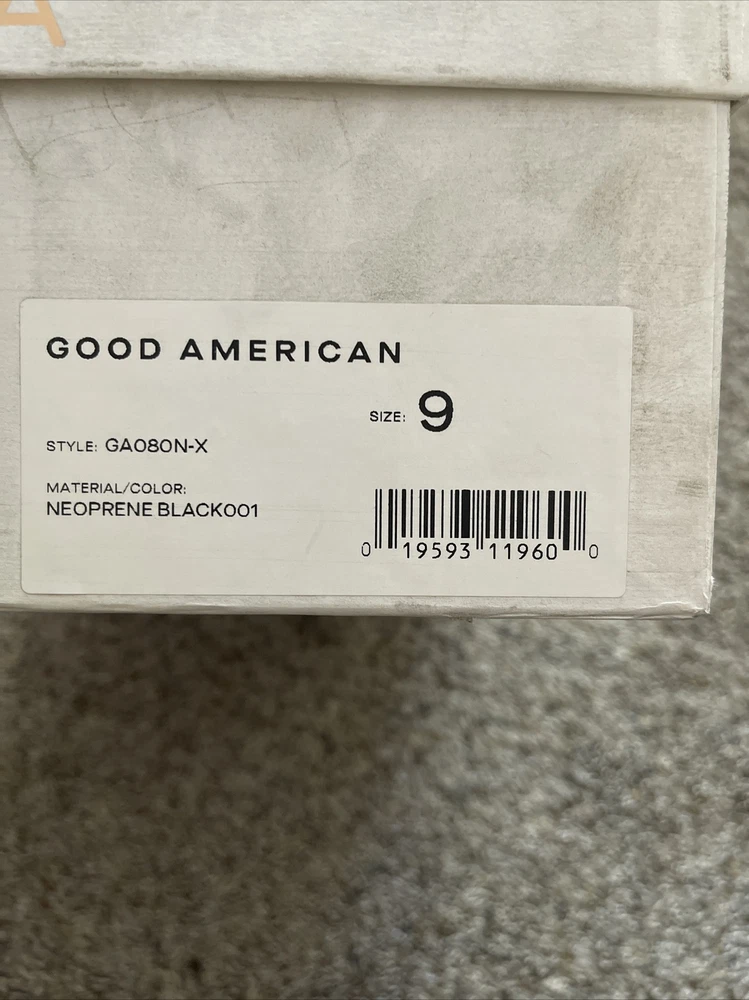 A
GOOD AMERICAN
SIZE: 9
STYLE: GA080N-X
MATERIAL/COLOR:
NEOPRENE BLACK001
0 19593 11960 0